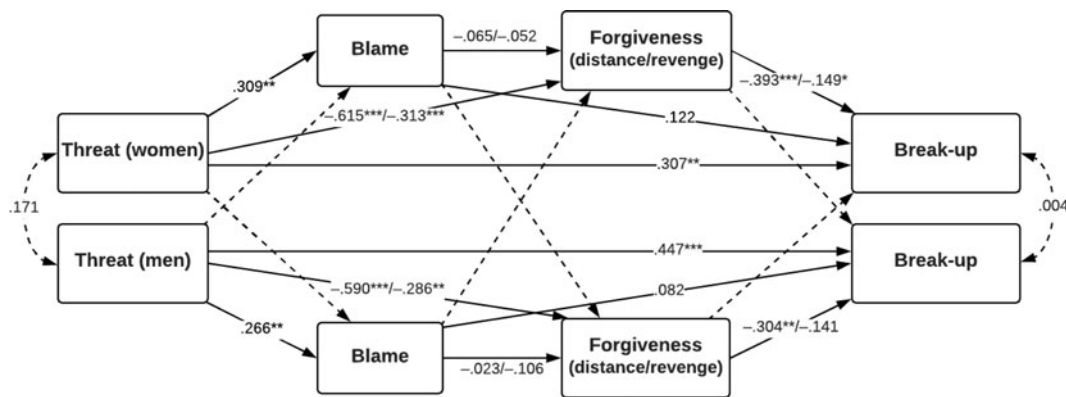 Blame
–.065/–.052
Forgiveness
(distance/revenge)
–.393***/–.149*
.309**
–.615***/–.313***
.122
Threat (women)
.307**
Break-up
.171
.004
Threat (men)
.447***
Break-up
–.590***/–.286**
.082
.266**
Blame
–.023/–.106
Forgiveness
(distance/revenge)
–.304**/–.141